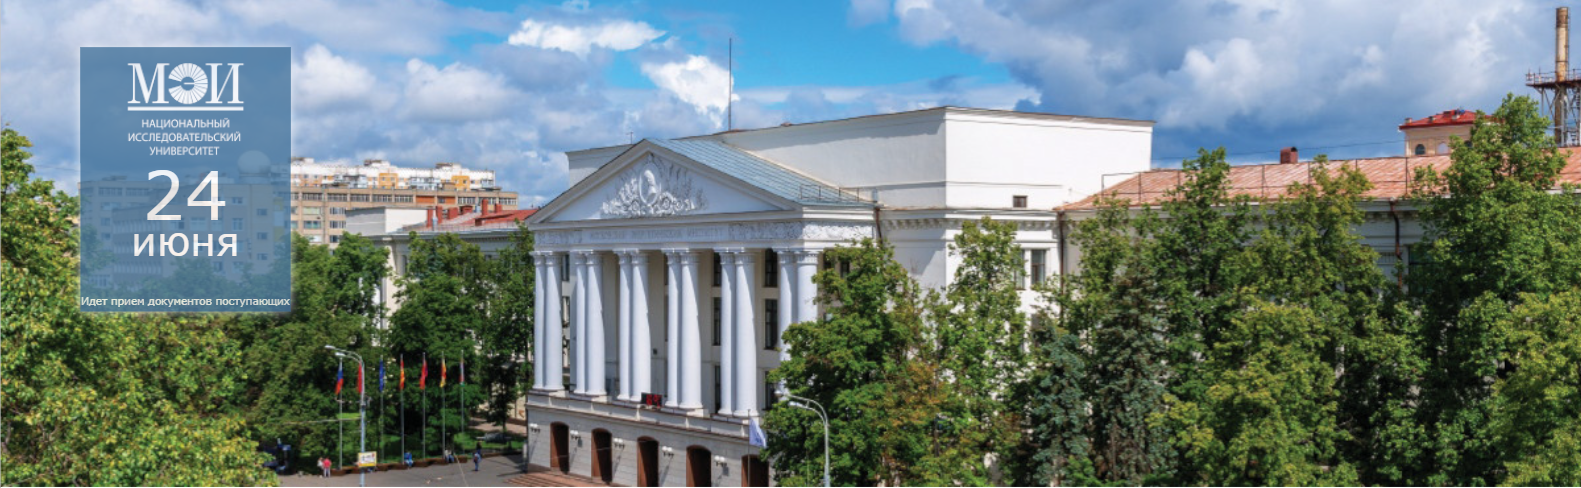 МЭИ
НАЦИОНАЛЬНЫЙ
ИССЛЕДОВАТЕЛЬСКИЙ
УНИВЕРСИТЕТ
24
июня
Идет прием документов поступающих